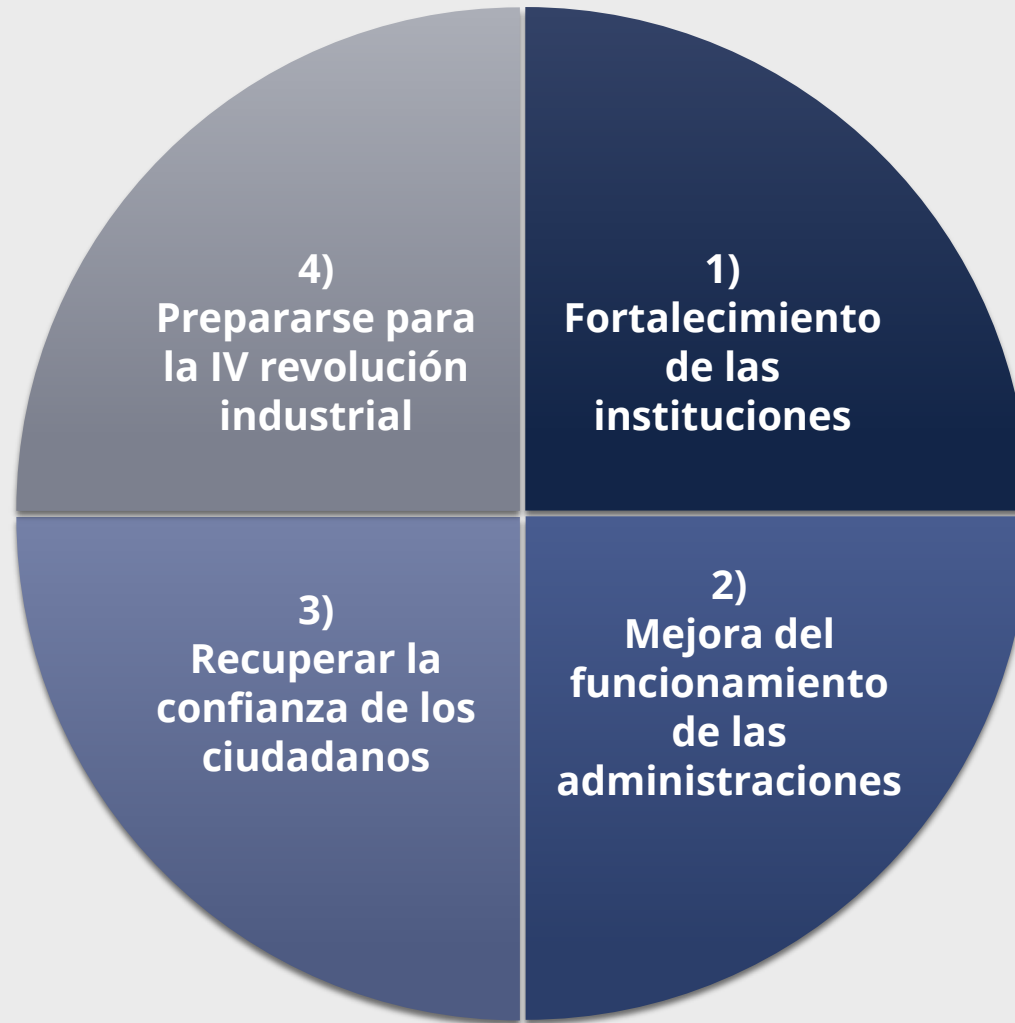 4)
Prepararse para
la IV revolución
industrial
1)
Fortalecimiento
de las
instituciones
3)
Recuperar la
confianza de los
ciudadanos
2)
Mejora del
funcionamiento
de las
administraciones